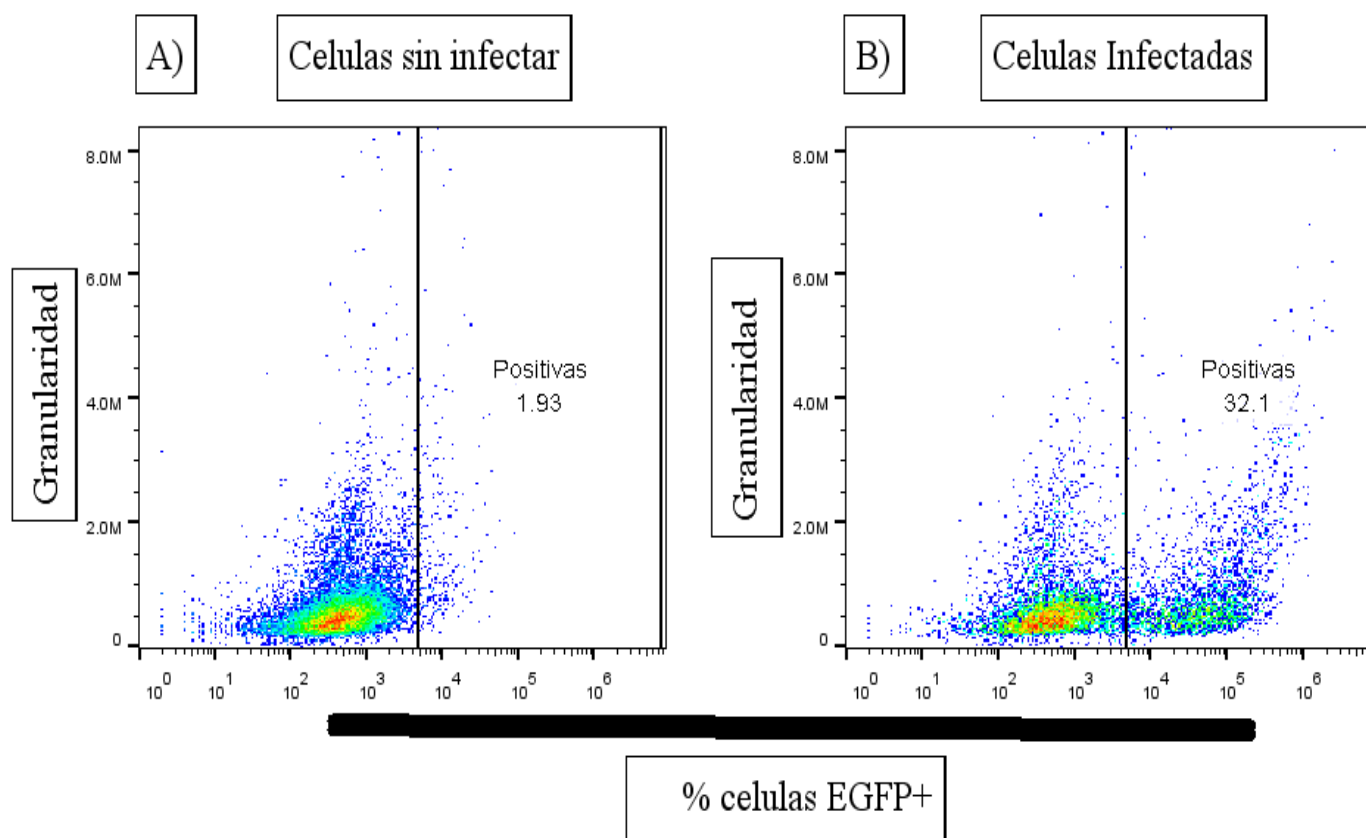 A)
Celulas sin infectar
B)
Celulas Infectadas
Granularidad
8.0M
6.0M
4.0M
2.0M
0
Positivas
1.93
10^0 10^1 10^2 10^3 10^4 10^5 10^6
Granularidad
8.0M
6.0M
4.0M
2.0M
0
Positivas
32.1
10^0 10^1 10^2 10^3 10^4 10^5 10^6
% celulas EGFP+